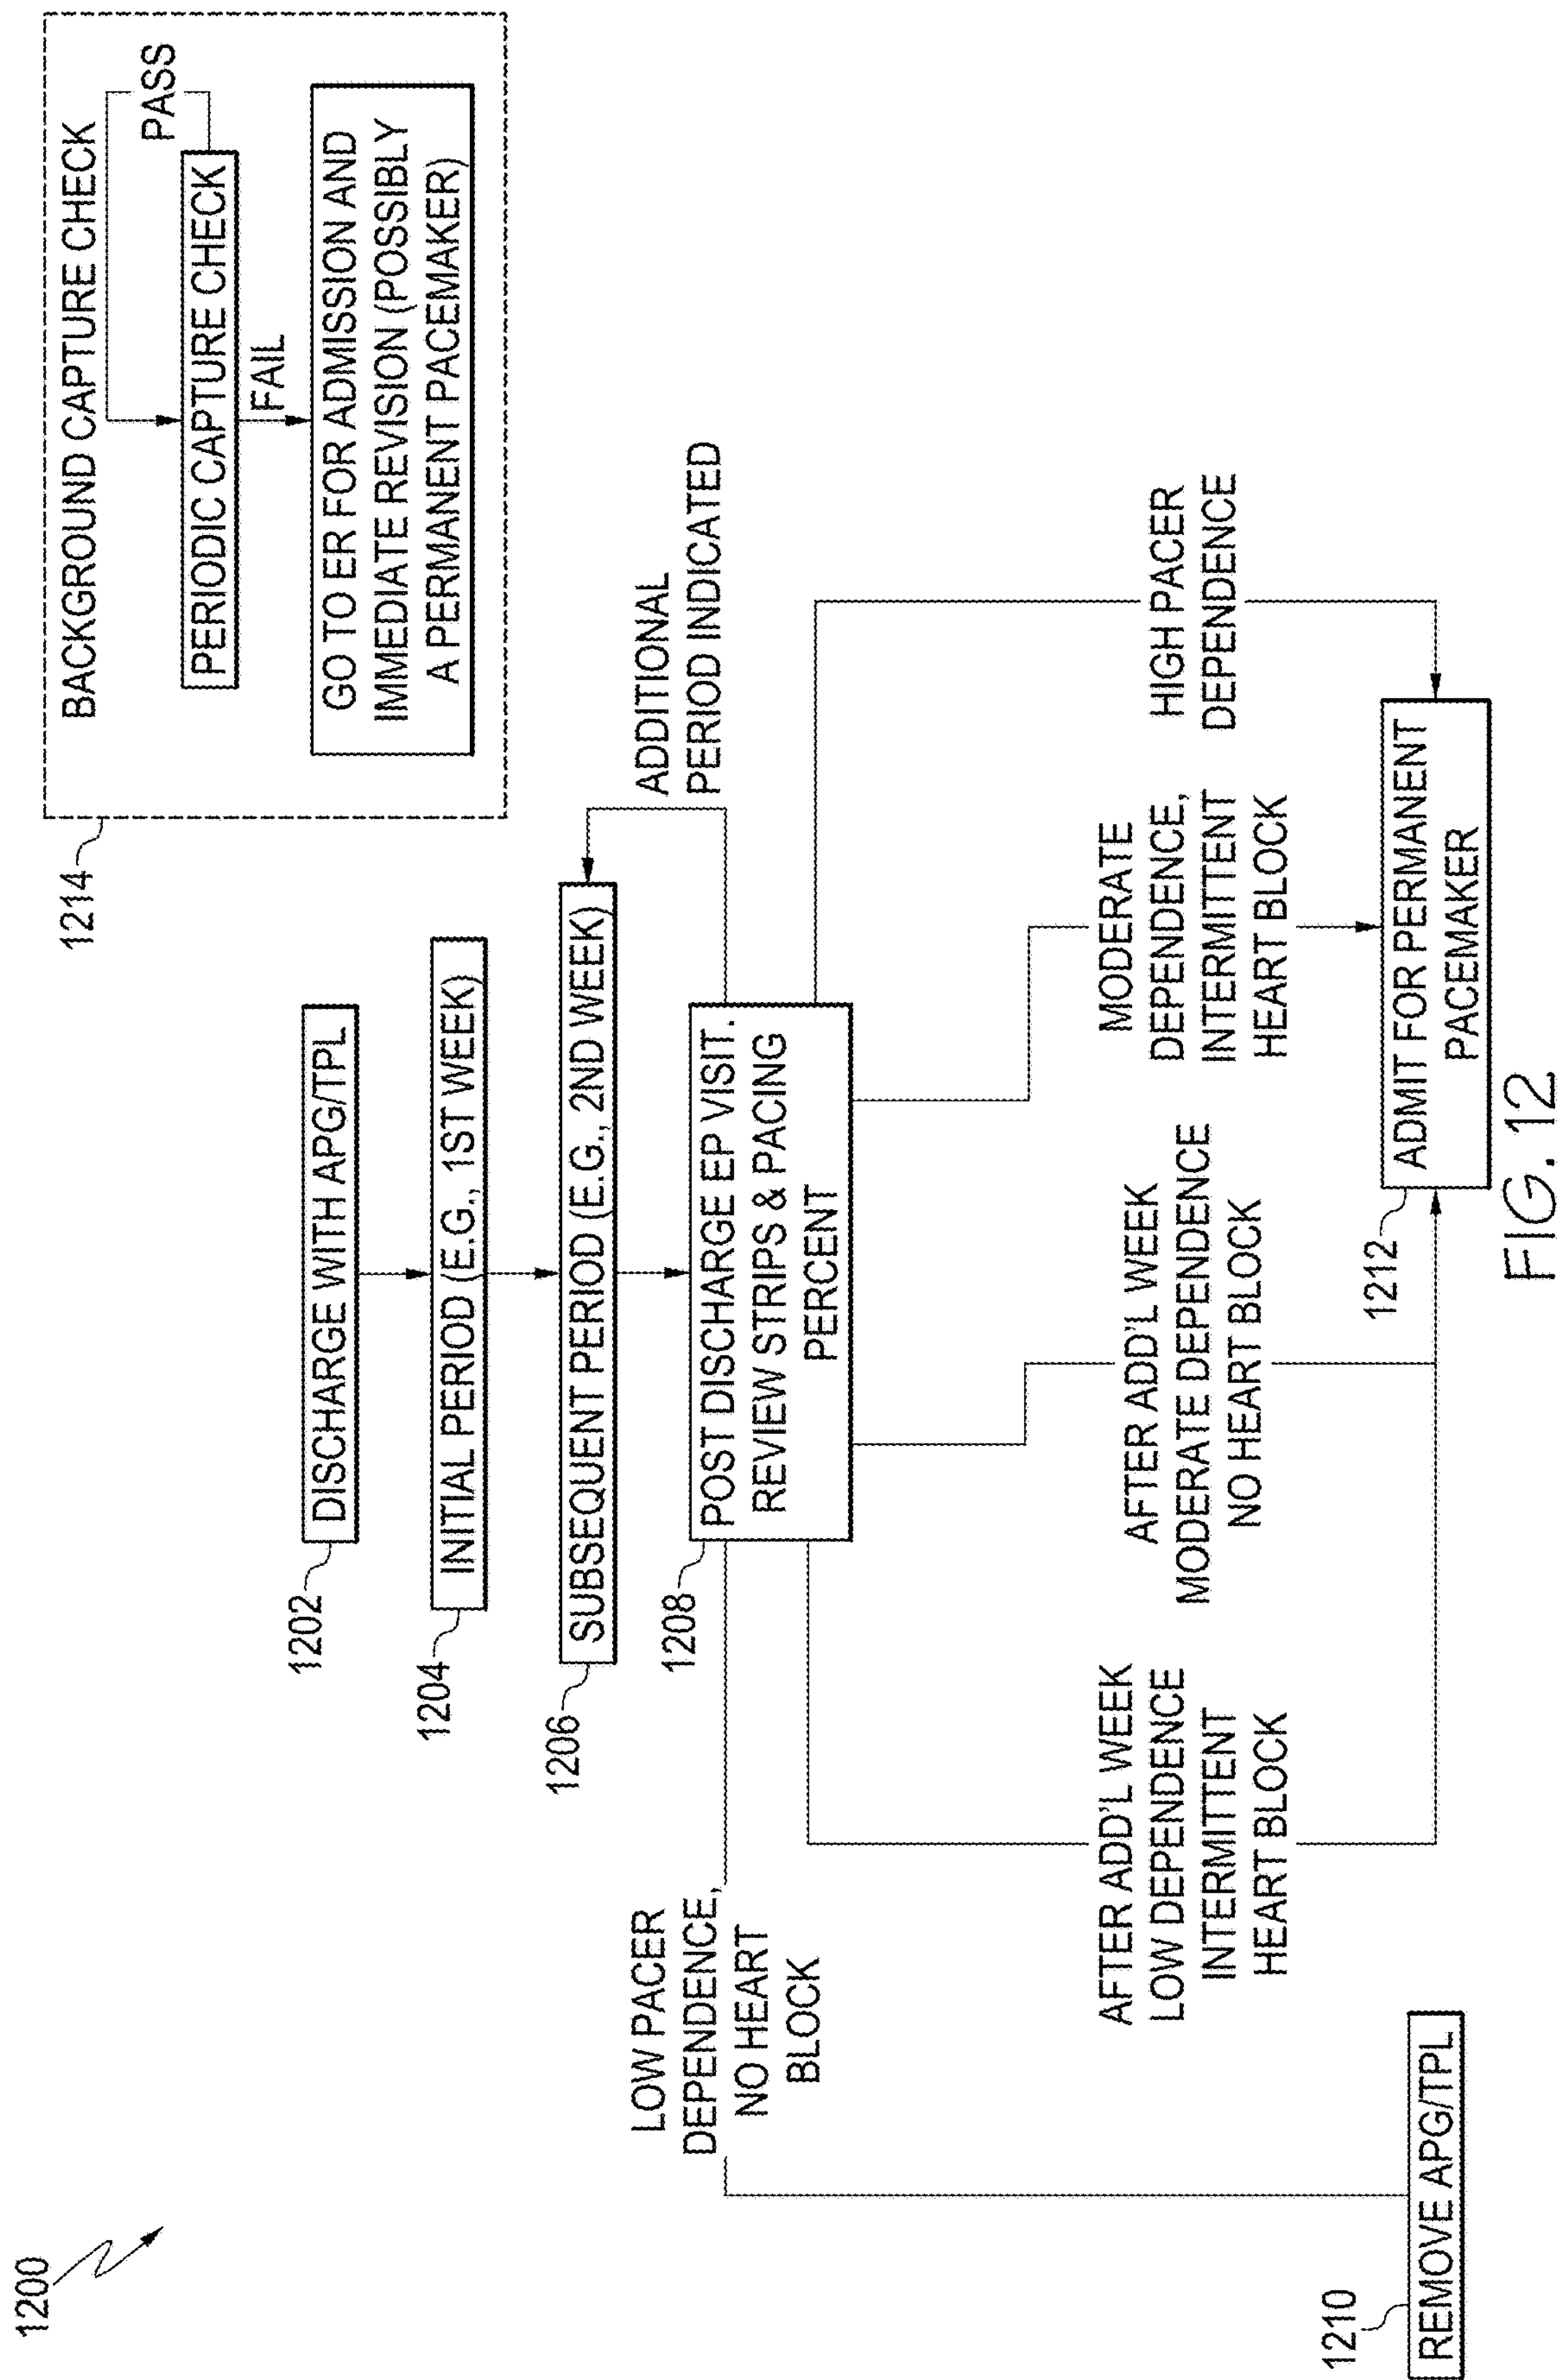 1200
1214
BACKGROUND CAPTURE CHECK
PASS
PERIODIC CAPTURE CHECK
FAIL
GO TO ER FOR ADMISSION AND
IMMEDIATE REVISION (POSSIBLY
A PERMANENT PACEMAKER)
1202
DISCHARGE WITH APG/TPL
1204
INITIAL PERIOD (E.G., 1ST WEEK)
1206
SUBSEQUENT PERIOD (E.G., 2ND WEEK)
ADDITIONAL
PERIOD INDICATED
1208
POST DISCHARGE EP VISIT.
REVIEW STRIPS & PACING
PERCENT
LOW PACER
DEPENDENCE,
NO HEART
BLOCK
AFTER ADD'L WEEK
LOW DEPENDENCE
INTERMITTENT
HEART BLOCK
AFTER ADD'L WEEK
MODERATE DEPENDENCE
NO HEART BLOCK
MODERATE
DEPENDENCE,
INTERMITTENT
HEART BLOCK
HIGH PACER
DEPENDENCE
1210
REMOVE APG/TPL
1212
ADMIT FOR PERMANENT
PACEMAKER
FIG. 12